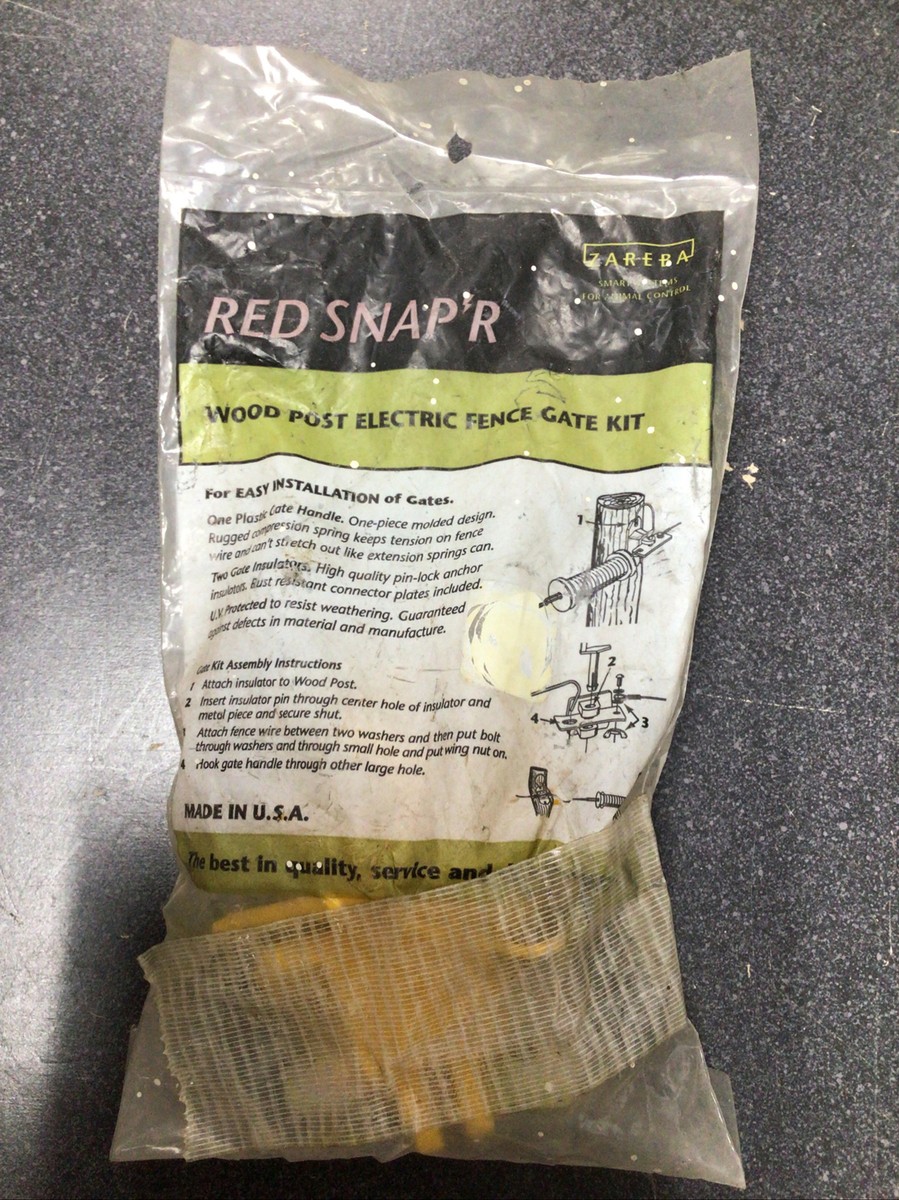 ZAREBA
SMART SYSTEMS
FOR ANIMAL CONTROL
RED SNAP'R
WOOD POST ELECTRIC FENCE GATE KIT
For EASY INSTALLATION of Gates.
One Plastic Gate Handle. One-piece molded design.
Rugged compression spring keeps tension on fence
wire and can't stretch out like extension springs can.
Two Gate Insulators. High quality pin-lock anchor
insulators. Rust resistant connector plates included.
U.V. Protected to resist weathering. Guaranteed
against defects in material and manufacture.
1
Gate Kit Assembly Instructions
1 Attach insulator to Wood Post.
2 Insert insulator pin through center hole of insulator and
metal piece and secure shut.
Attach fence wire between two washers and then put bolt
through washers and through small hole and put wing nut on.
4 Hook gate handle through other large hole.
2
4
3
MADE IN U.S.A.
The best in quality, service and